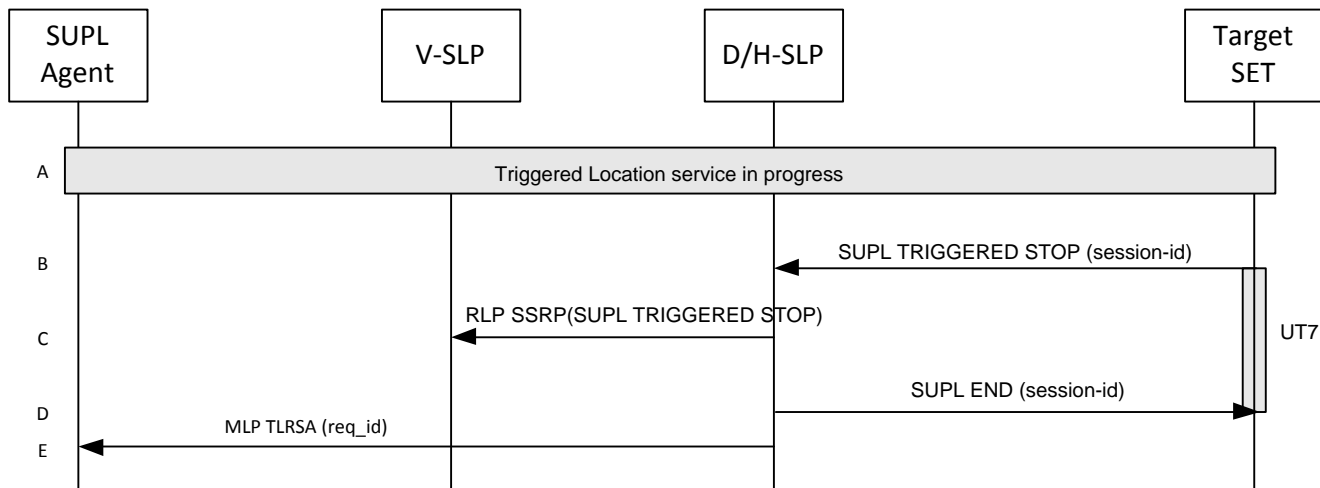 SUPL
Agent
V-SLP
D/H-SLP
Target
SET
A
Triggered Location service in progress
B
SUPL TRIGGERED STOP (session-id)
C
RLP SSRP(SUPL TRIGGERED STOP)
UT7
D
SUPL END (session-id)
E
MLP TLRSA (req_id)